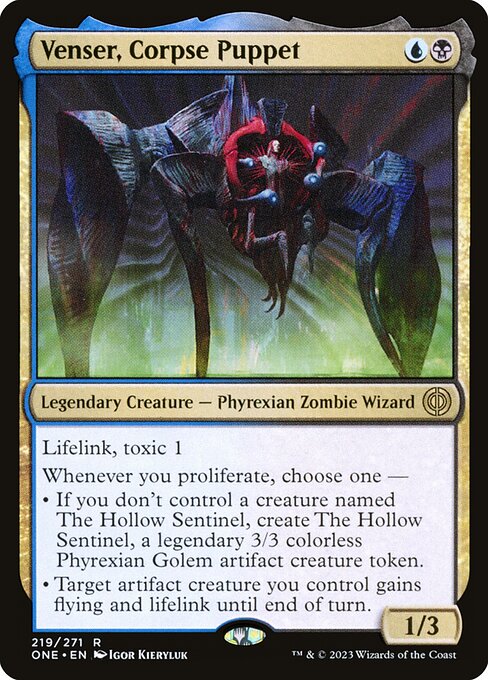 Venser, Corpse Puppet
Legendary Creature — Phyrexian Zombie Wizard
Lifelink, toxic 1
Whenever you proliferate, choose one —
• If you don't control a creature named
The Hollow Sentinel, create The Hollow
Sentinel, a legendary 3/3 colorless
Phyrexian Golem artifact creature token.
• Target artifact creature you control gains
flying and lifelink until end of turn.
1/3
219/271 R
ONE • EN Igor Kieryluk
™ & © 2023 Wizards of the Coast